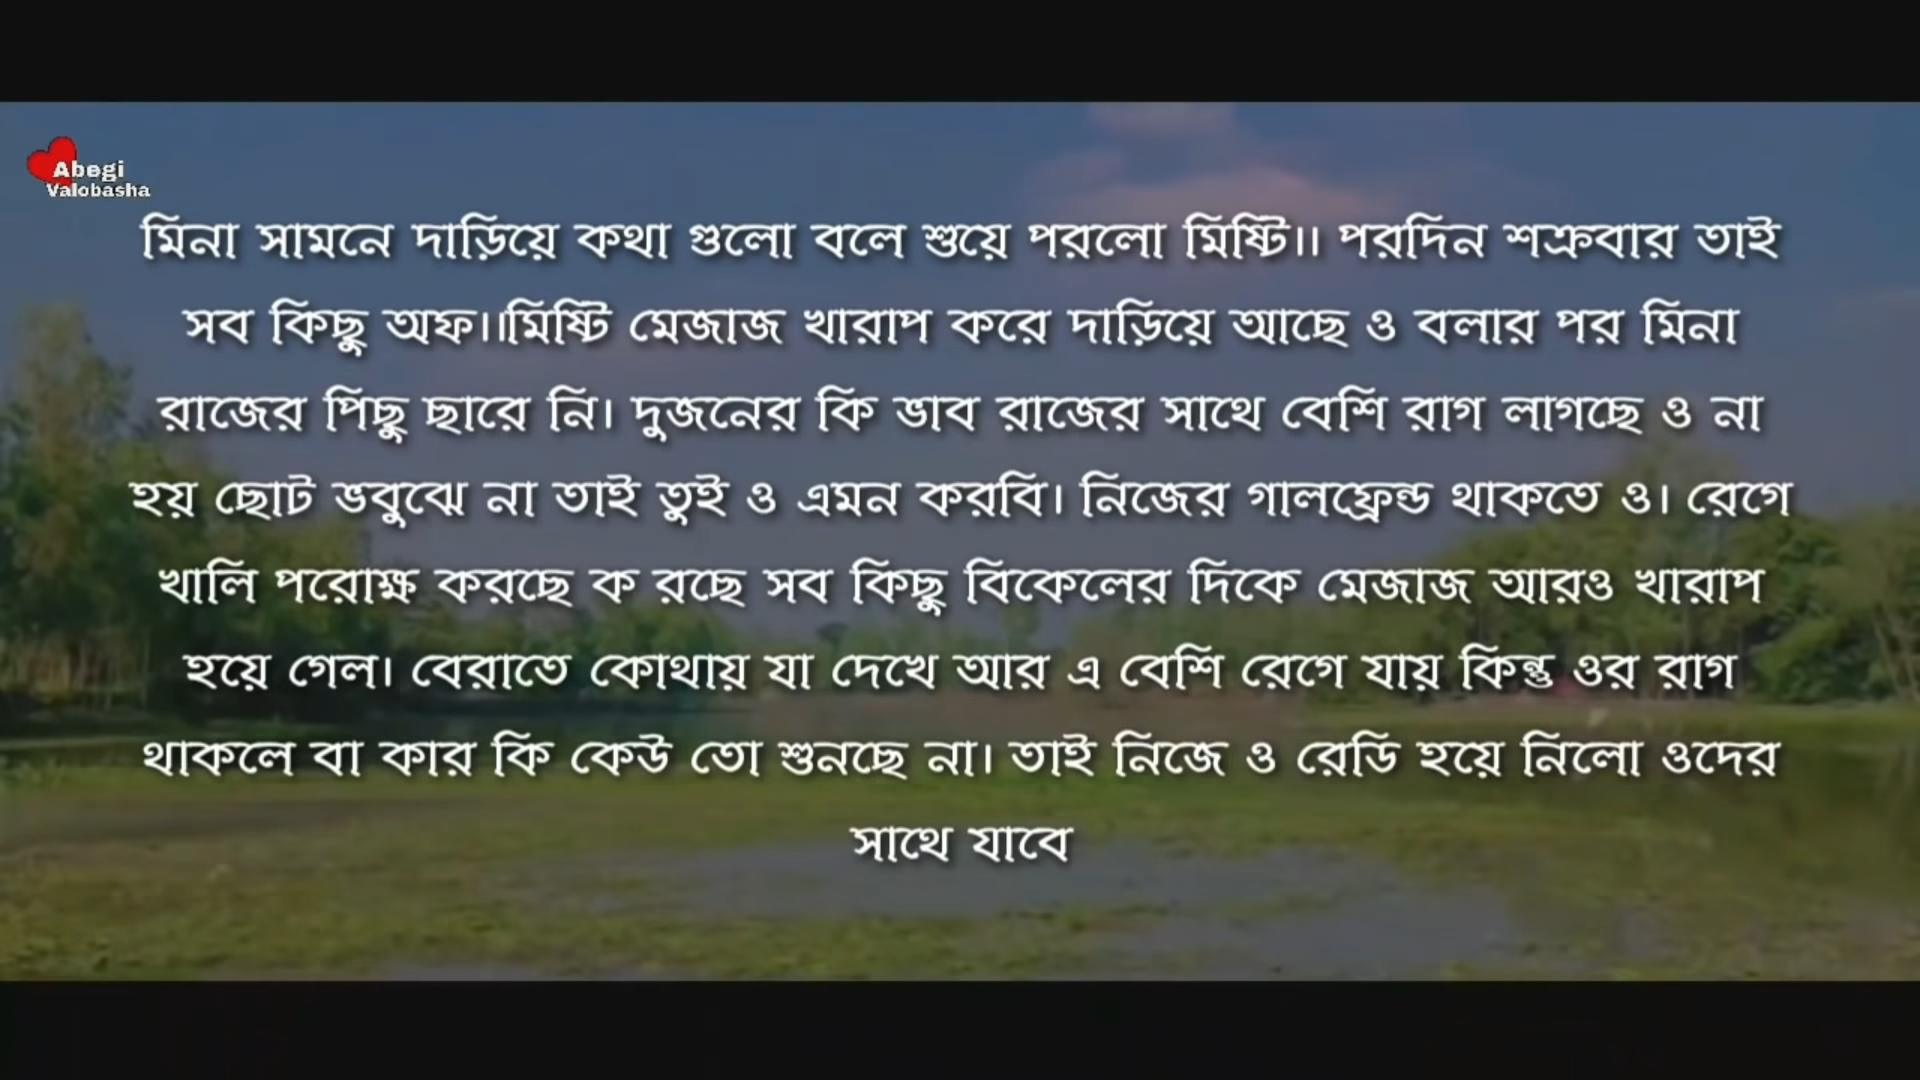 Abegi
Valobasha
মিনা সামনে দাড়িয়ে কথা গুলো বলে শুয়ে পরলো মিষ্টি।। পরদিন শক্রবার তাই
সব কিছু অফ।।মিষ্টি মেজাজ খারাপ করে দাড়িয়ে আছে ও বলার পর মিনা
রাজের পিছু ছারে নি। দুজনের কি ভাব রাজের সাথে বেশি রাগ লাগছে ও না
হয় ছোট ভবুঝে না তাই তুই ও এমন করবি। নিজের গালফ্রেন্ড থাকতে ও। রেগে
খালি পরোক্ষ করছে ক রছে সব কিছু বিকেলের দিকে মেজাজ আরও খারাপ
হয়ে গেল। বেরাতে কোথায় যা দেখে আর এ বেশি রেগে যায় কিন্তু ওর রাগ
থাকলে বা কার কি কেউ তো শুনছে না। তাই নিজে ও রেডি হয়ে নিলো ওদের
সাথে যাবে